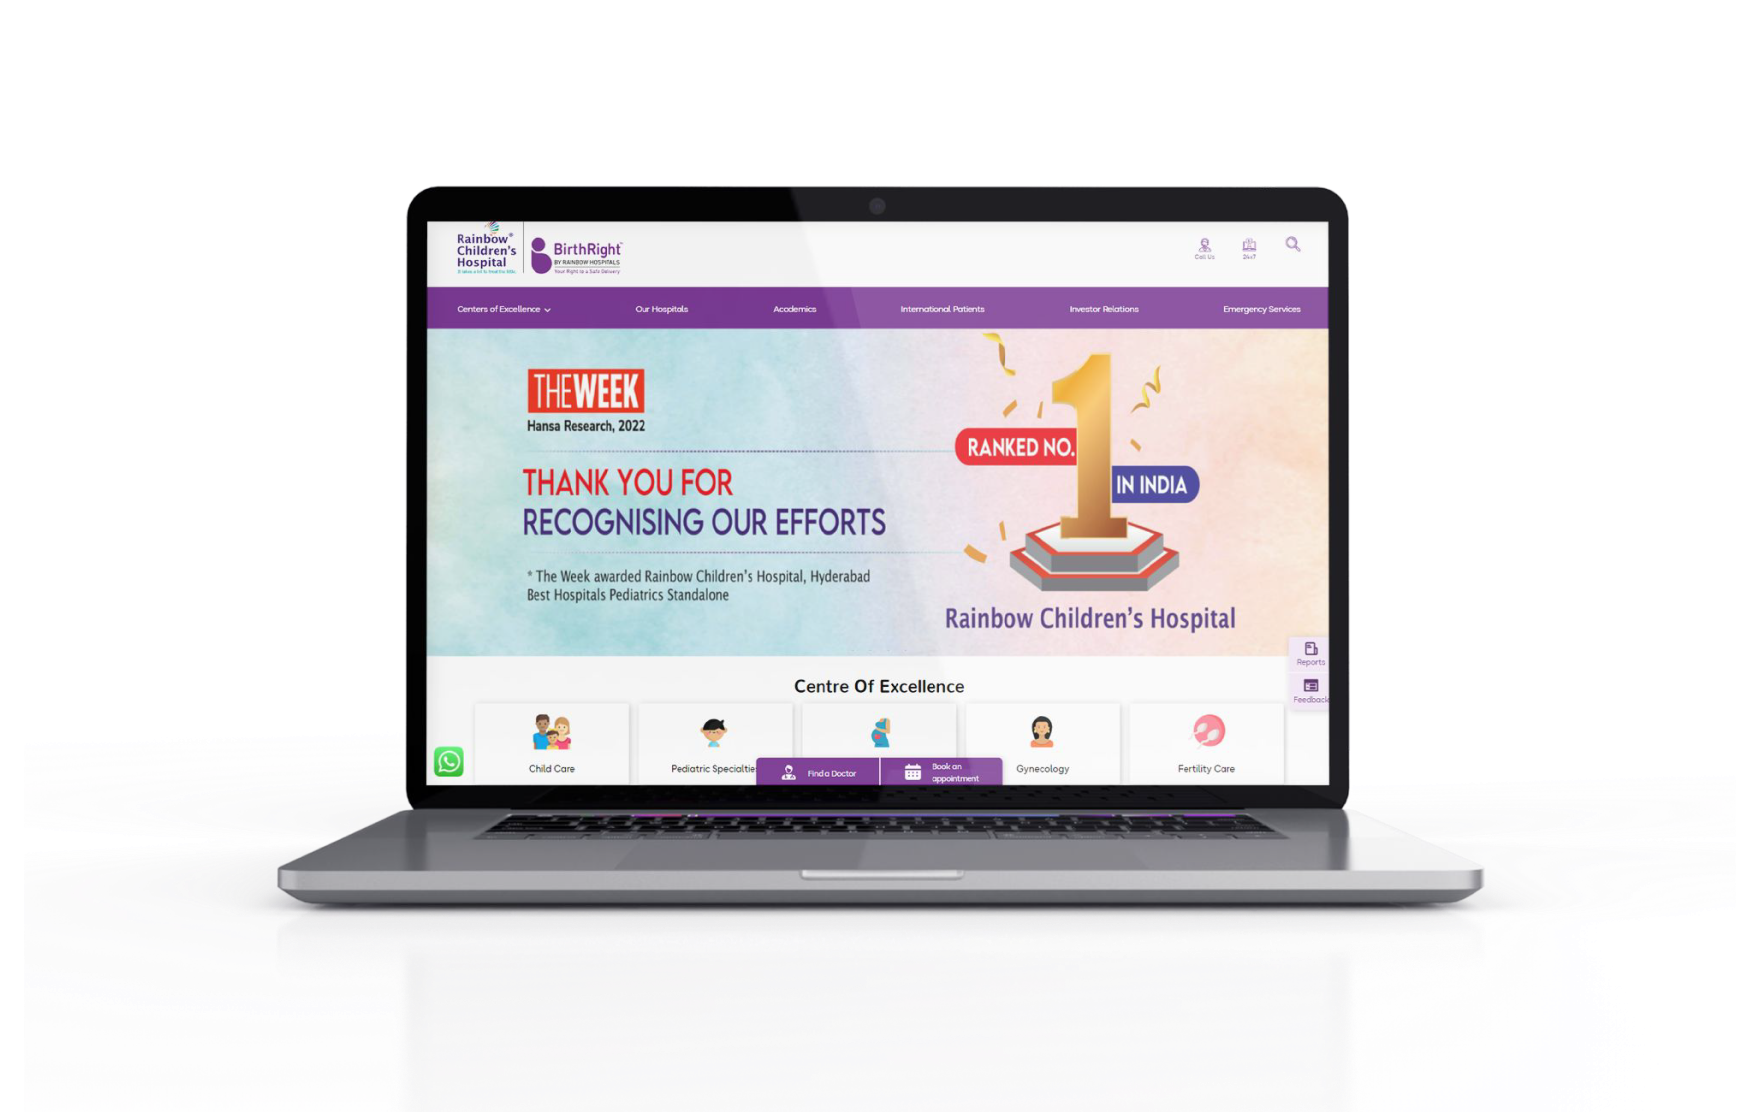 Rainbow®
Children's
Hospital
BirthRight™
BY RAINBOW HOSPITALS
Your Right to a Safe Delivery
Call Us
24x7
Centers of Excellence
Our Hospitals
Academics
International Patients
Investor Relations
Emergency Services
THEWEEK
Hansa Research, 2022
THANK YOU FOR
RECOGNISING OUR EFFORTS
* The Week awarded Rainbow Children's Hospital, Hyderabad
Best Hospitals Pediatrics Standalone
RANKED NO.
1
IN INDIA
Rainbow Children's Hospital
Reports
Feedback
Centre Of Excellence
Child Care
Pediatric Specialtie
Gynecology
Fertility Care
Find a Doctor
Book an
appointment